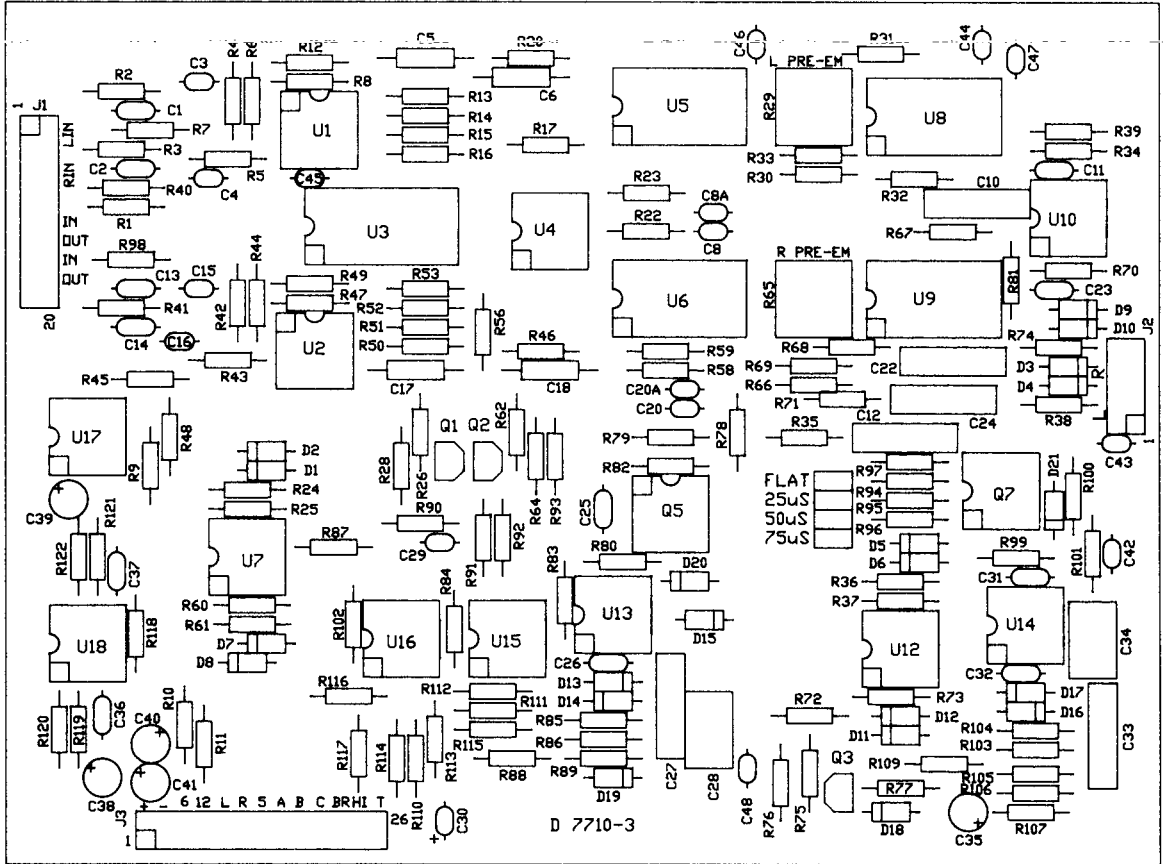 R4 R6 R12 C5 R20 C46 R31 C44 C47
C3 L PRE-EM
R2 R8 C6
1 J1 C1 R13 U5 R29 U8
LIN R7 U1 R14 R39
R3 R15 R17 R34
RIN C2 R5 R16 R33 C11
R40 C4 C45 R23 R30 R32 C10
R1 C8A
IN U3 U4 R22 C8 R67 U10
OUT R98 R44
IN C13 C15 R49 R53 R PRE-EM R81 R70
OUT R42 R47 R52 U6 R65 U9 C23 D9
R41 R51 R56 D10 J2
20 C14 C16 U2 R50 R46 R59 R68 R74
R43 R58 R69 C22 D3
R45 C17 C18 C20A R66 D4
C20 R71 C12 C24 R38
U17 R48 R62 Q1 Q2 R78 R35 1
R9 D2 R28 R26 R79 C43
D1 R64 R93 R82 R97 D21 R100
R24 FLAT R94 Q7
C39 R121 R25 R90 C25 Q5 25uS R95
R122 R87 R92 50uS R96
C37 U7 C29 R91 R83 R80 75uS D5 R99 R101 C42
R84 D20 D6 C31
R60 R36
U18 R118 R61 R102 U16 U15 U13 D15 R37 U14 C34
D7 U12
D8 C26 C32
R116 R112 D13 D17
R10 R111 D14 R72 R73 D16
R120 R119 C36 C40 R11 R85 D12 R104 C33
R117 R114 R113 R115 R86 D11 R103
R88 R89 C27 C28 C48 R109 R105
C38 C41 D19 R76 R75 Q3 R77 R106
+ - 6 12 L R S A B C BRHI T
J3 26 R110 C30 D18 C35 R107
1 D 7710-3